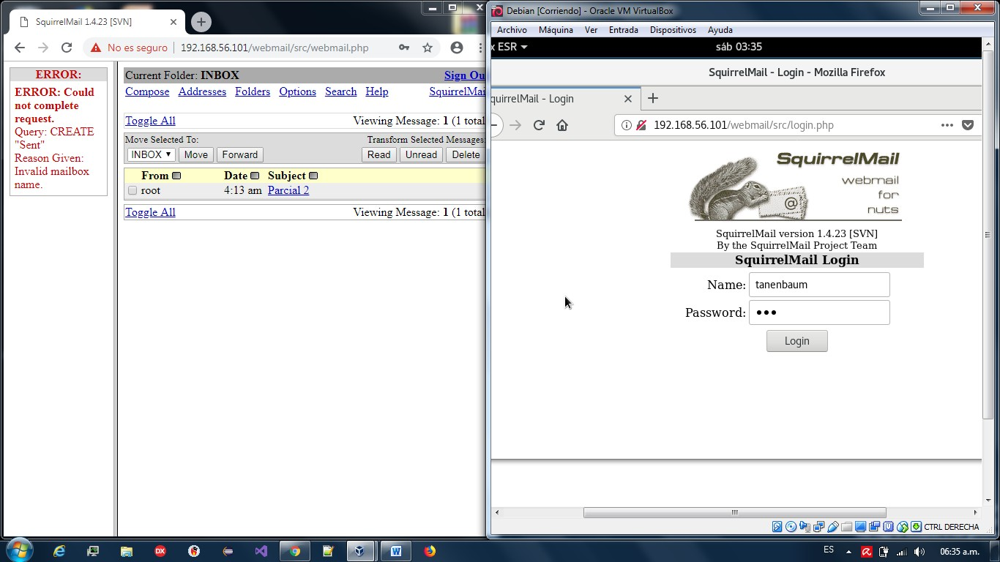 SquirrelMail 1.4.23 [SVN]
No es seguro | 192.168.56.101/webmail/src/webmail.php
ERROR:
ERROR: Could
not complete
request.
Query: CREATE
"Sent"
Reason Given:
Invalid mailbox
name.
Current Folder: INBOX
Sign Ou
Compose Addresses Folders Options Search Help SquirrelMai
Toggle All
Viewing Message: 1 (1 total
Move Selected To:
Transform Selected Messages:
INBOX Move Forward
Read Unread Delete
From Date Subject
root 4:13 am Parcial 2
Toggle All
Viewing Message: 1 (1 total
Debian [Corriendo] - Oracle VM VirtualBox
Archivo Máquina Ver Entrada Dispositivos Ayuda
x ESR
sáb 03:35
SquirrelMail - Login - Mozilla Firefox
quirrelMail - Login
192.168.56.101/webmail/src/login.php
SquirrelMail
webmail
for
nuts
@
SquirrelMail version 1.4.23 [SVN]
By the SquirrelMail Project Team
SquirrelMail Login
Name: tanenbaum
Password: •••
Login
CTRL DERECHA
DX
W
ES
06:35 a.m.